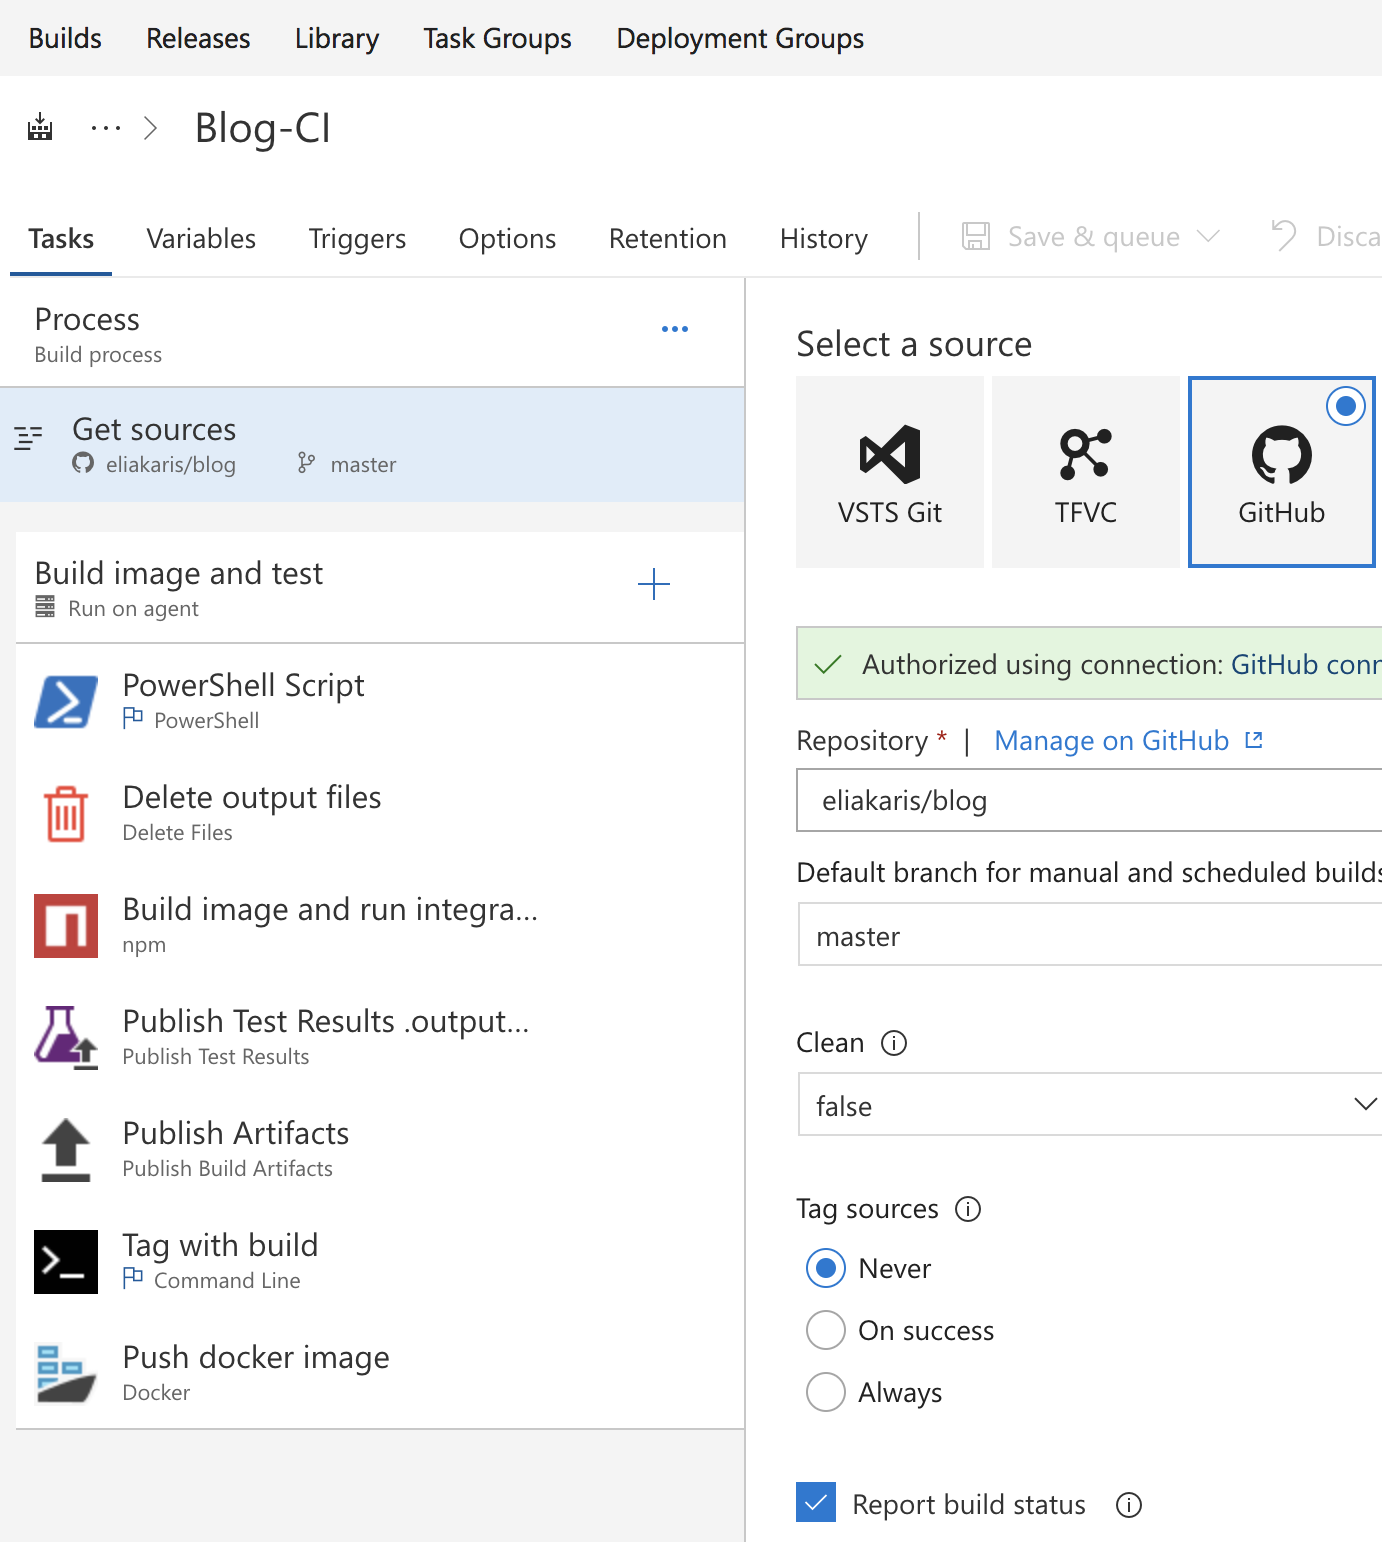 Builds Releases Library Task Groups Deployment Groups
... > Blog-CI
Tasks Variables Triggers Options Retention History Save & queue Disca
Process
Build process
Get sources
eliakaris/blog master
Build image and test
Run on agent
PowerShell Script
PowerShell
Delete output files
Delete Files
Build image and run integra...
npm
Publish Test Results .output...
Publish Test Results
Publish Artifacts
Publish Build Artifacts
Tag with build
Command Line
Push docker image
Docker
Select a source
VSTS Git TFVC GitHub
Authorized using connection: GitHub conn
Repository * | Manage on GitHub
eliakaris/blog
Default branch for manual and scheduled builds
master
Clean
false
Tag sources
Never
On success
Always
Report build status